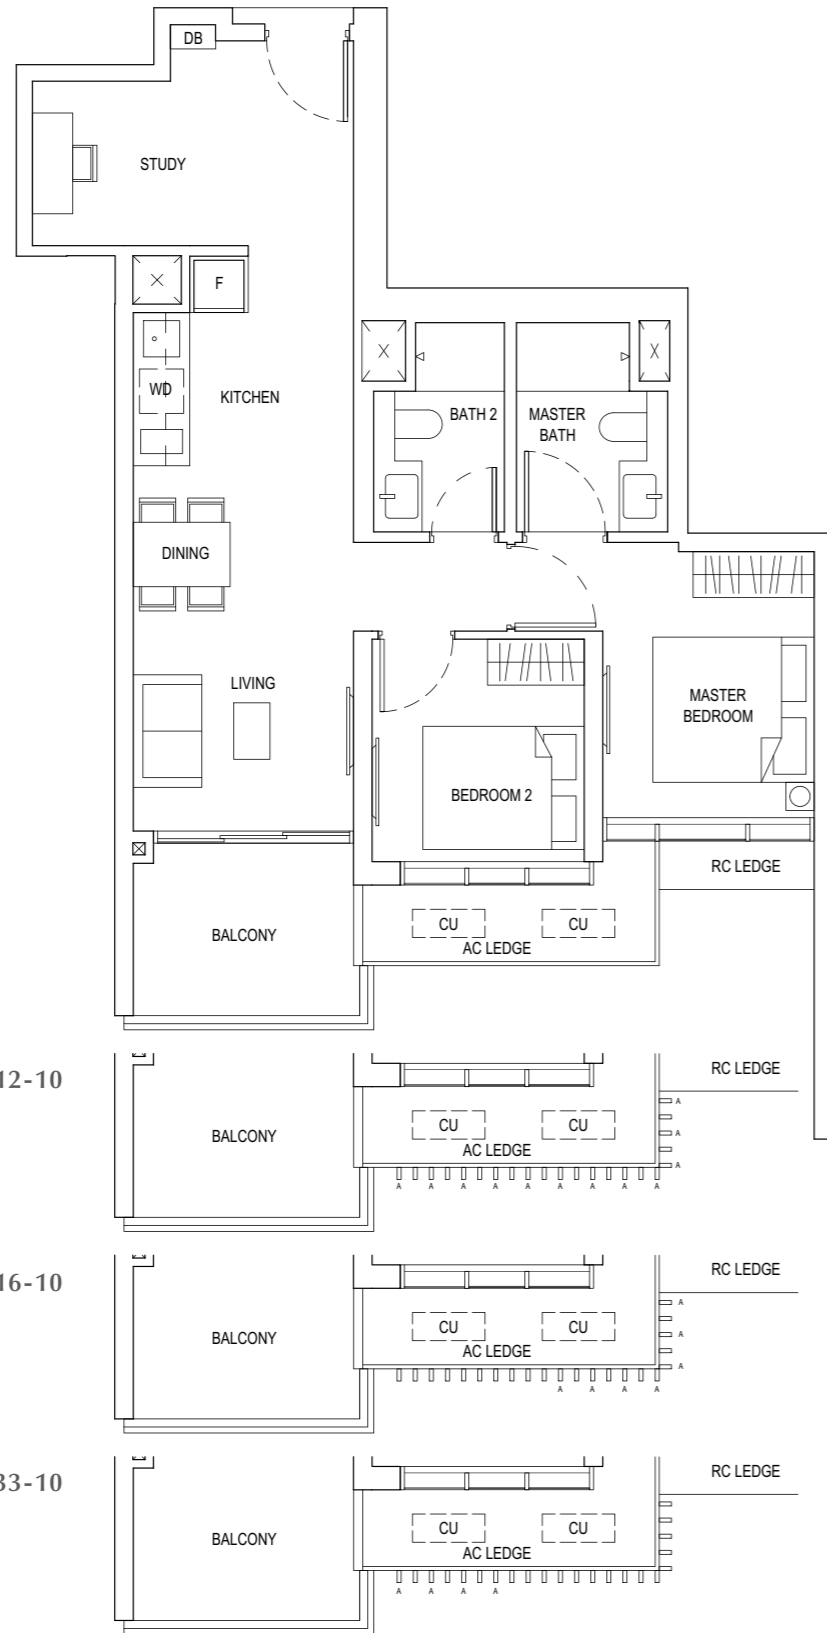 DB
STUDY
F
WD
KITCHEN
BATH 2
MASTER
BATH
DINING
LIVING
MASTER
BEDROOM
BEDROOM 2
RC LEDGE
BALCONY
CU
CU
AC LEDGE
12-10
RC LEDGE
BALCONY
CU
CU
AC LEDGE
A
A
A
A A A A A A A A A
16-10
RC LEDGE
BALCONY
CU
CU
AC LEDGE
A
A
A
A A A A
33-10
RC LEDGE
BALCONY
CU
CU
AC LEDGE
A A A A